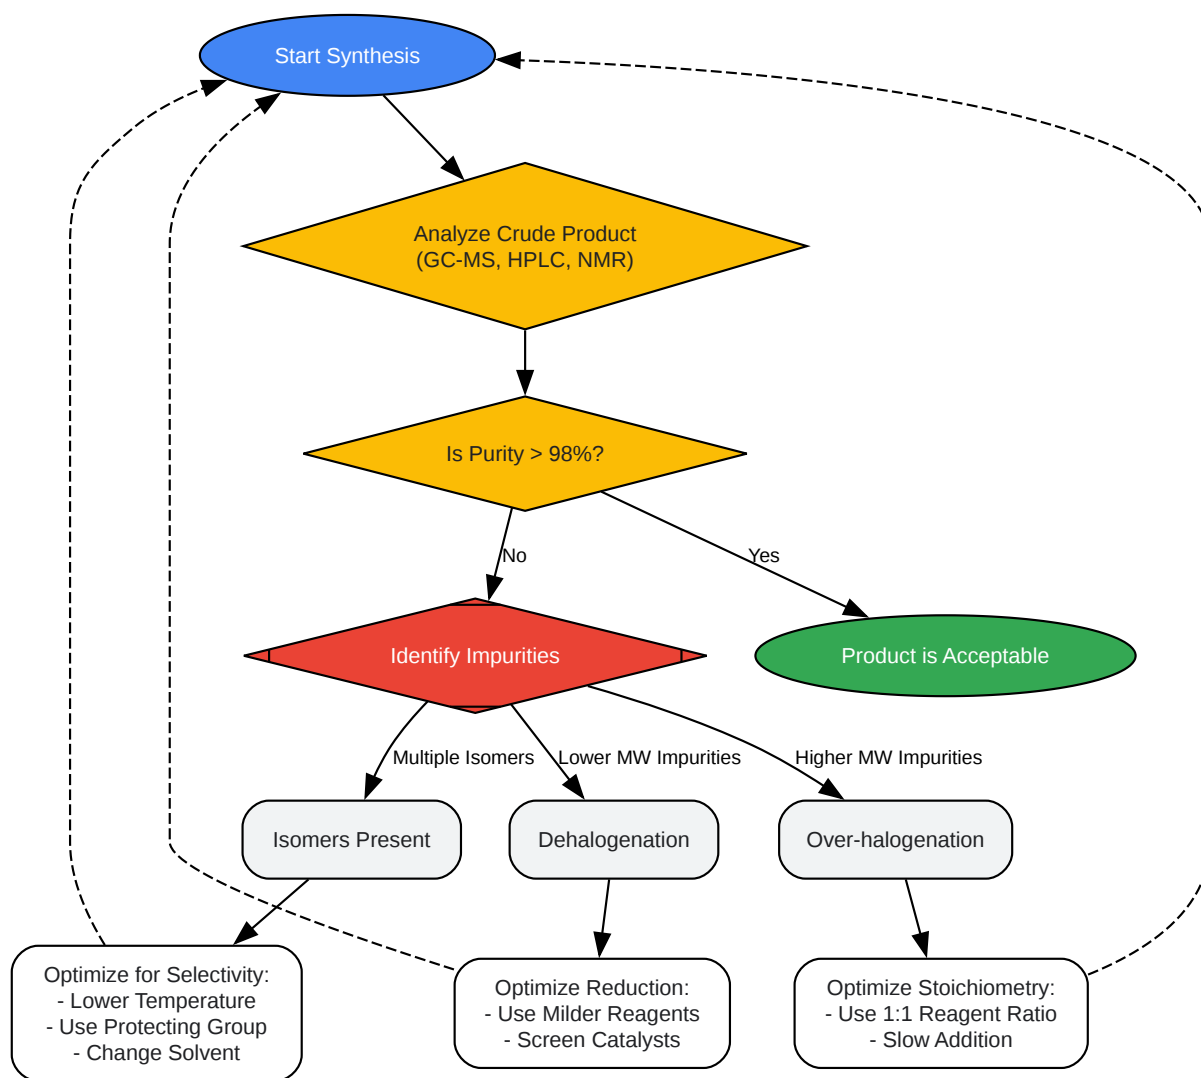 Start Synthesis
Analyze Crude Product
(GC-MS, HPLC, NMR)
Is Purity > 98%?
No
Yes
Identify Impurities
Product is Acceptable
Multiple Isomers
Lower MW Impurities
Higher MW Impurities
Isomers Present
Dehalogenation
Over-halogenation
Optimize for Selectivity:
- Lower Temperature
- Use Protecting Group
- Change Solvent
Optimize Reduction:
- Use Milder Reagents
- Screen Catalysts
Optimize Stoichiometry:
- Use 1:1 Reagent Ratio
- Slow Addition